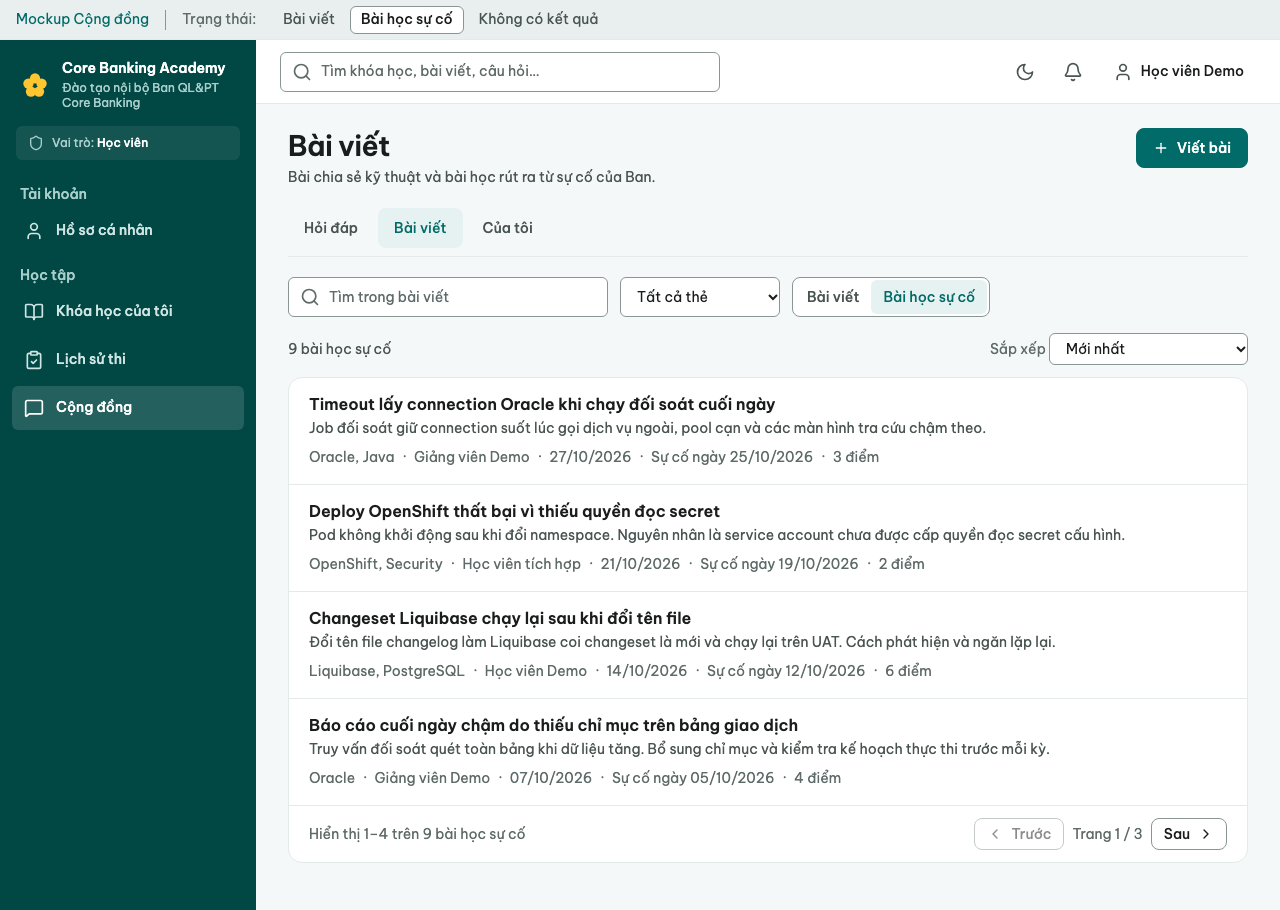 Mockup Cộng đồng
Trạng thái:
Bài viết
Bài học sự cố
Không có kết quả
Core Banking Academy
Đào tạo nội bộ Ban QL&PT
Core Banking
Vai trò: Học viên
Tài khoản
Hồ sơ cá nhân
Học tập
Khóa học của tôi
Lịch sử thi
Cộng đồng
Tìm khóa học, bài viết, câu hỏi...
Học viên Demo
Bài viết
Bài chia sẻ kỹ thuật và bài học rút ra từ sự cố của Ban.
Viết bài
Hỏi đáp
Bài viết
Của tôi
Tìm trong bài viết
Tất cả thẻ
Bài viết
Bài học sự cố
9 bài học sự cố
Sắp xếp
Mới nhất
Timeout lấy connection Oracle khi chạy đối soát cuối ngày
Job đối soát giữ connection suốt lúc gọi dịch vụ ngoài, pool cạn và các màn hình tra cứu chậm theo.
Oracle, Java · Giảng viên Demo · 27/10/2026 · Sự cố ngày 25/10/2026 · 3 điểm
Deploy OpenShift thất bại vì thiếu quyền đọc secret
Pod không khởi động sau khi đổi namespace. Nguyên nhân là service account chưa được cấp quyền đọc secret cấu hình.
OpenShift, Security · Học viên tích hợp · 21/10/2026 · Sự cố ngày 19/10/2026 · 2 điểm
Changeset Liquibase chạy lại sau khi đổi tên file
Đổi tên file changelog làm Liquibase coi changeset là mới và chạy lại trên UAT. Cách phát hiện và ngăn lặp lại.
Liquibase, PostgreSQL · Học viên Demo · 14/10/2026 · Sự cố ngày 12/10/2026 · 6 điểm
Báo cáo cuối ngày chậm do thiếu chỉ mục trên bảng giao dịch
Truy vấn đối soát quét toàn bảng khi dữ liệu tăng. Bổ sung chỉ mục và kiểm tra kế hoạch thực thi trước mỗi kỳ.
Oracle · Giảng viên Demo · 07/10/2026 · Sự cố ngày 05/10/2026 · 4 điểm
Hiển thị 1–4 trên 9 bài học sự cố
Trước
Trang 1 / 3
Sau